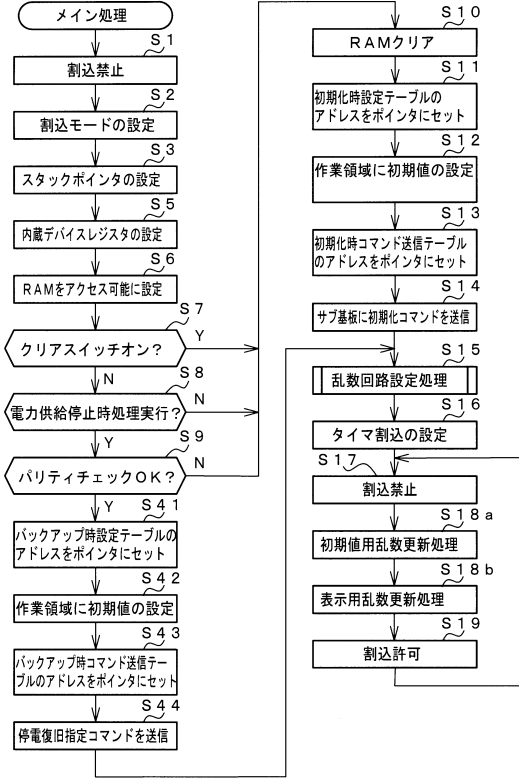 メイン処理
S1
割込禁止
S2
割込モードの設定
S3
スタックポインタの設定
S5
内蔵デバイスレジスタの設定
S6
RAMをアクセス可能に設定
S7
クリアスイッチオン?
Y
N
S8
電力供給停止時処理実行?
N
Y
S9
パリティチェックOK?
N
Y
S41
バックアップ時設定テーブルの
アドレスをポインタにセット
S42
作業領域に初期値の設定
S43
バックアップ時コマンド送信テー
ブルのアドレスをポインタにセット
S44
停電復旧指定コマンドを送信
S10
RAMクリア
S11
初期化時設定テーブルの
アドレスをポインタにセット
S12
作業領域に初期値の設定
S13
初期化時コマンド送信テーブル
のアドレスをポインタにセット
S14
サブ基板に初期化コマンドを送信
S15
乱数回路設定処理
S16
タイマ割込の設定
S17
割込禁止
S18a
初期値用乱数更新処理
S18b
表示用乱数更新処理
S19
割込許可